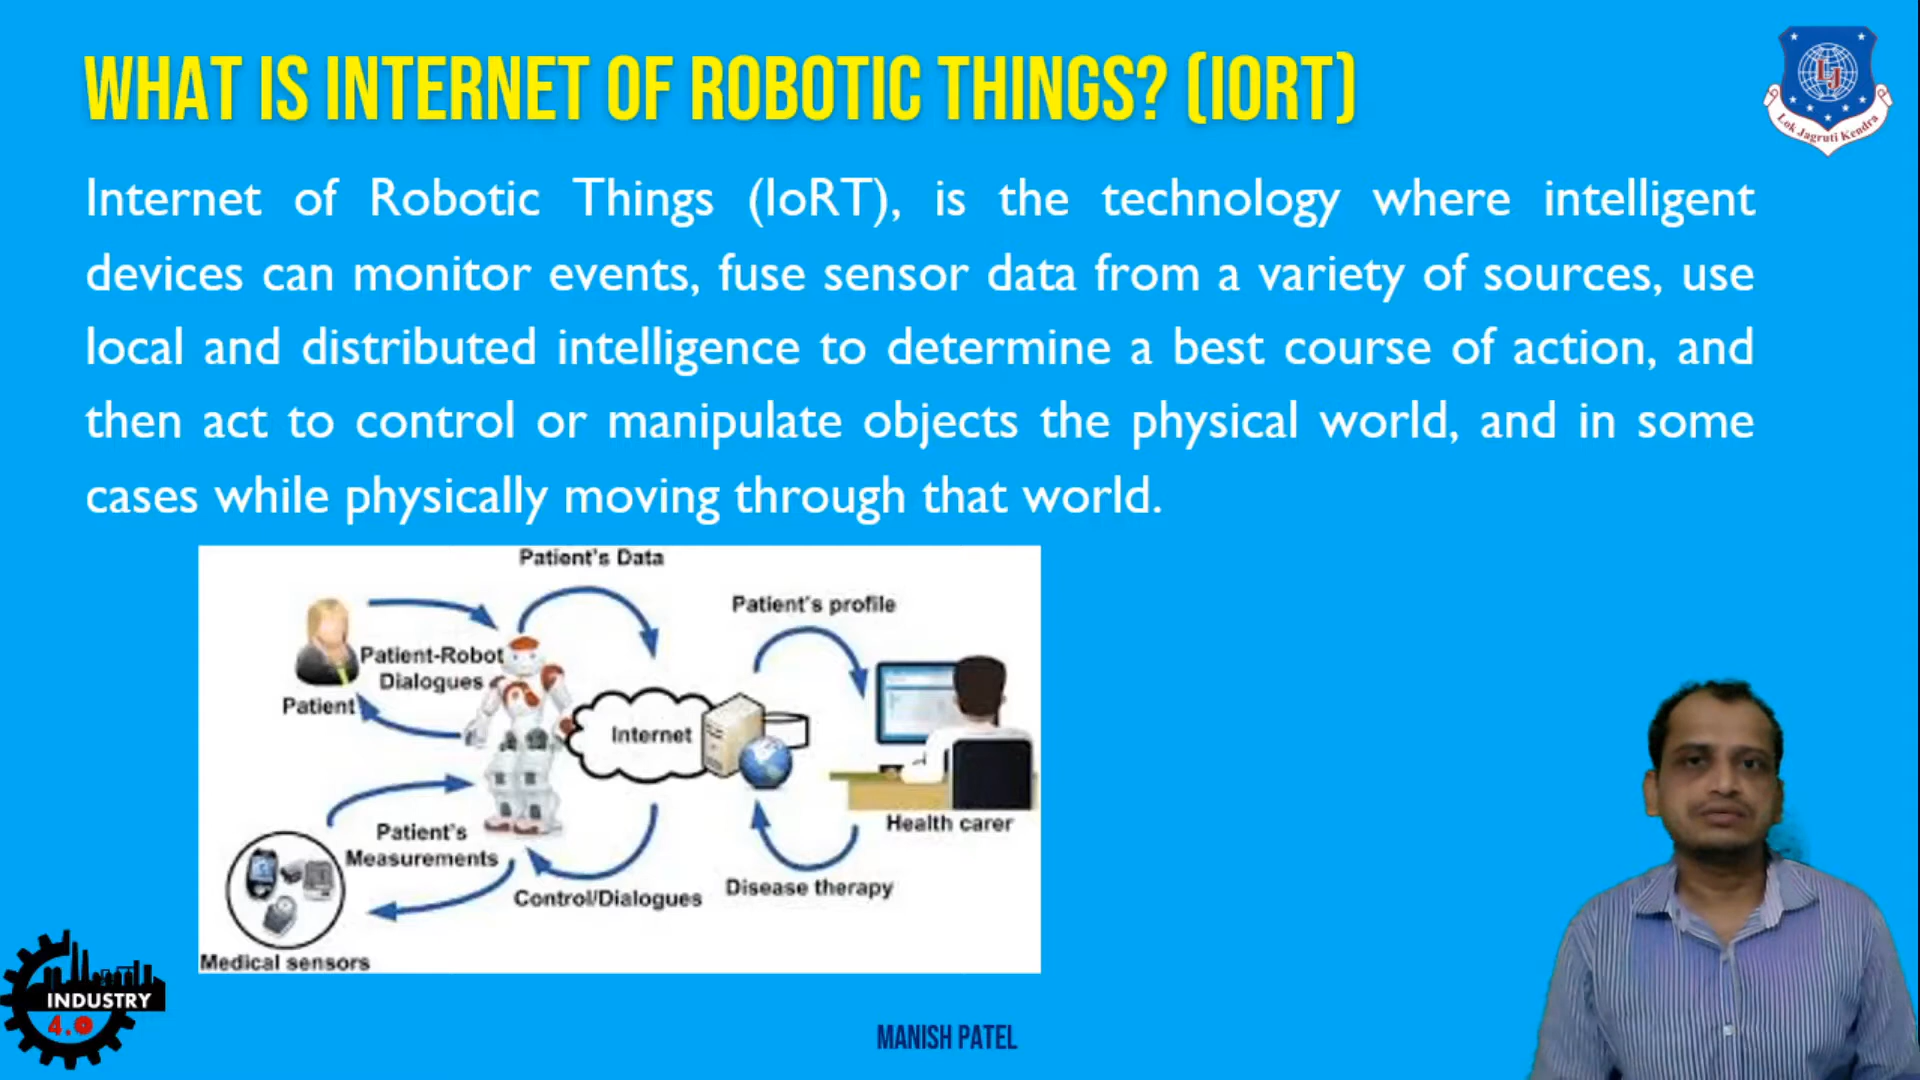 WHAT IS INTERNET OF ROBOTIC THINGS? (IORT)
Lok Jagruti Kendra
LJ
Internet of Robotic Things (IoRT), is the technology where intelligent
devices can monitor events, fuse sensor data from a variety of sources, use
local and distributed intelligence to determine a best course of action, and
then act to control or manipulate objects the physical world, and in some
cases while physically moving through that world.
Patient's Data
Patient's profile
Patient-Robot
Dialogues
Patient
Internet
Health carer
Patient's
Measurements
Disease therapy
Control/Dialogues
Medical sensors
INDUSTRY
4.0
MANISH PATEL